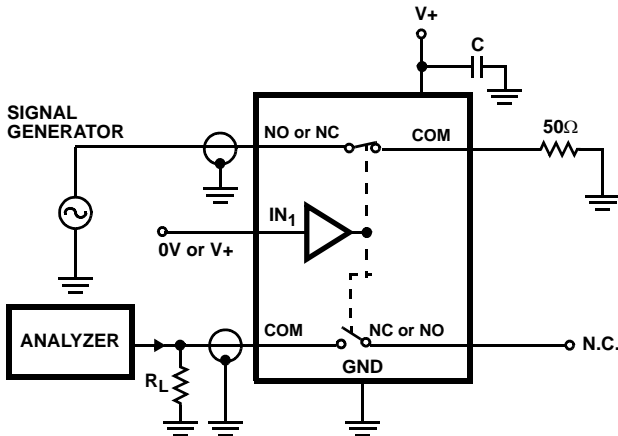 V+
C
SIGNAL
GENERATOR
NO or NC
COM
50Ω
IN1
0V or V+
ANALYZER
COM
NC or NO
N.C.
RL
GND